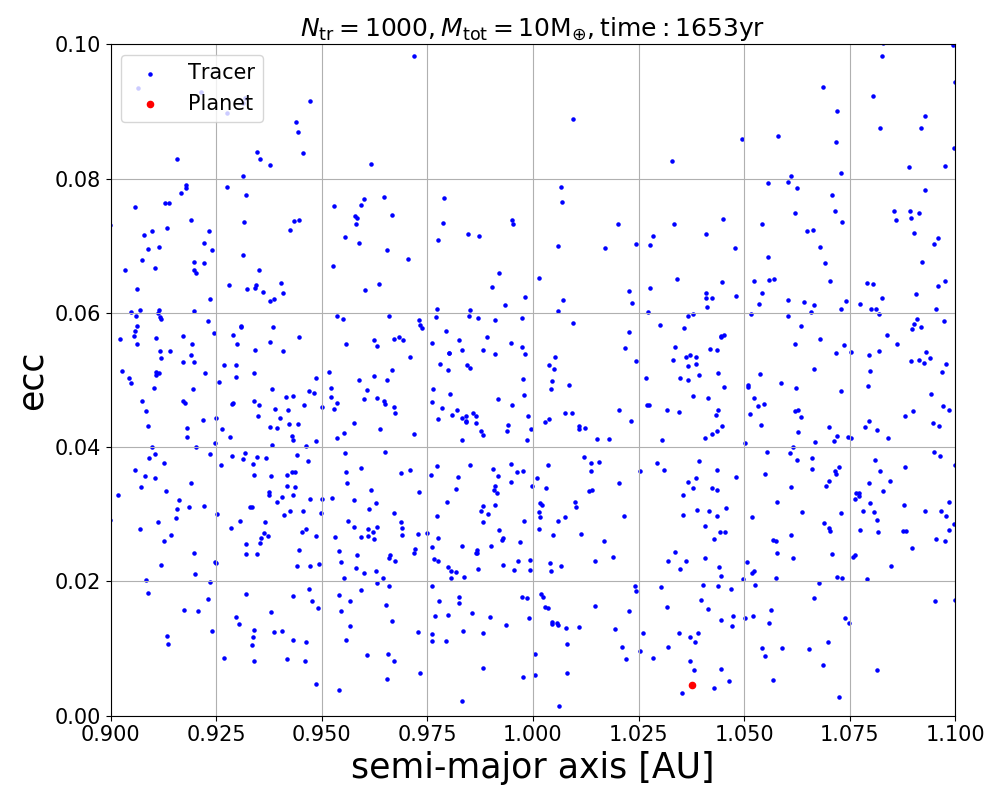 N_tr = 1000, M_tot = 10M_⊕, time : 1653yr
0.10
Tracer
Planet
0.08
0.06
0.04
0.02
0.00
ecc
0.900 0.925 0.950 0.975 1.000 1.025 1.050 1.075 1.100
semi-major axis [AU]